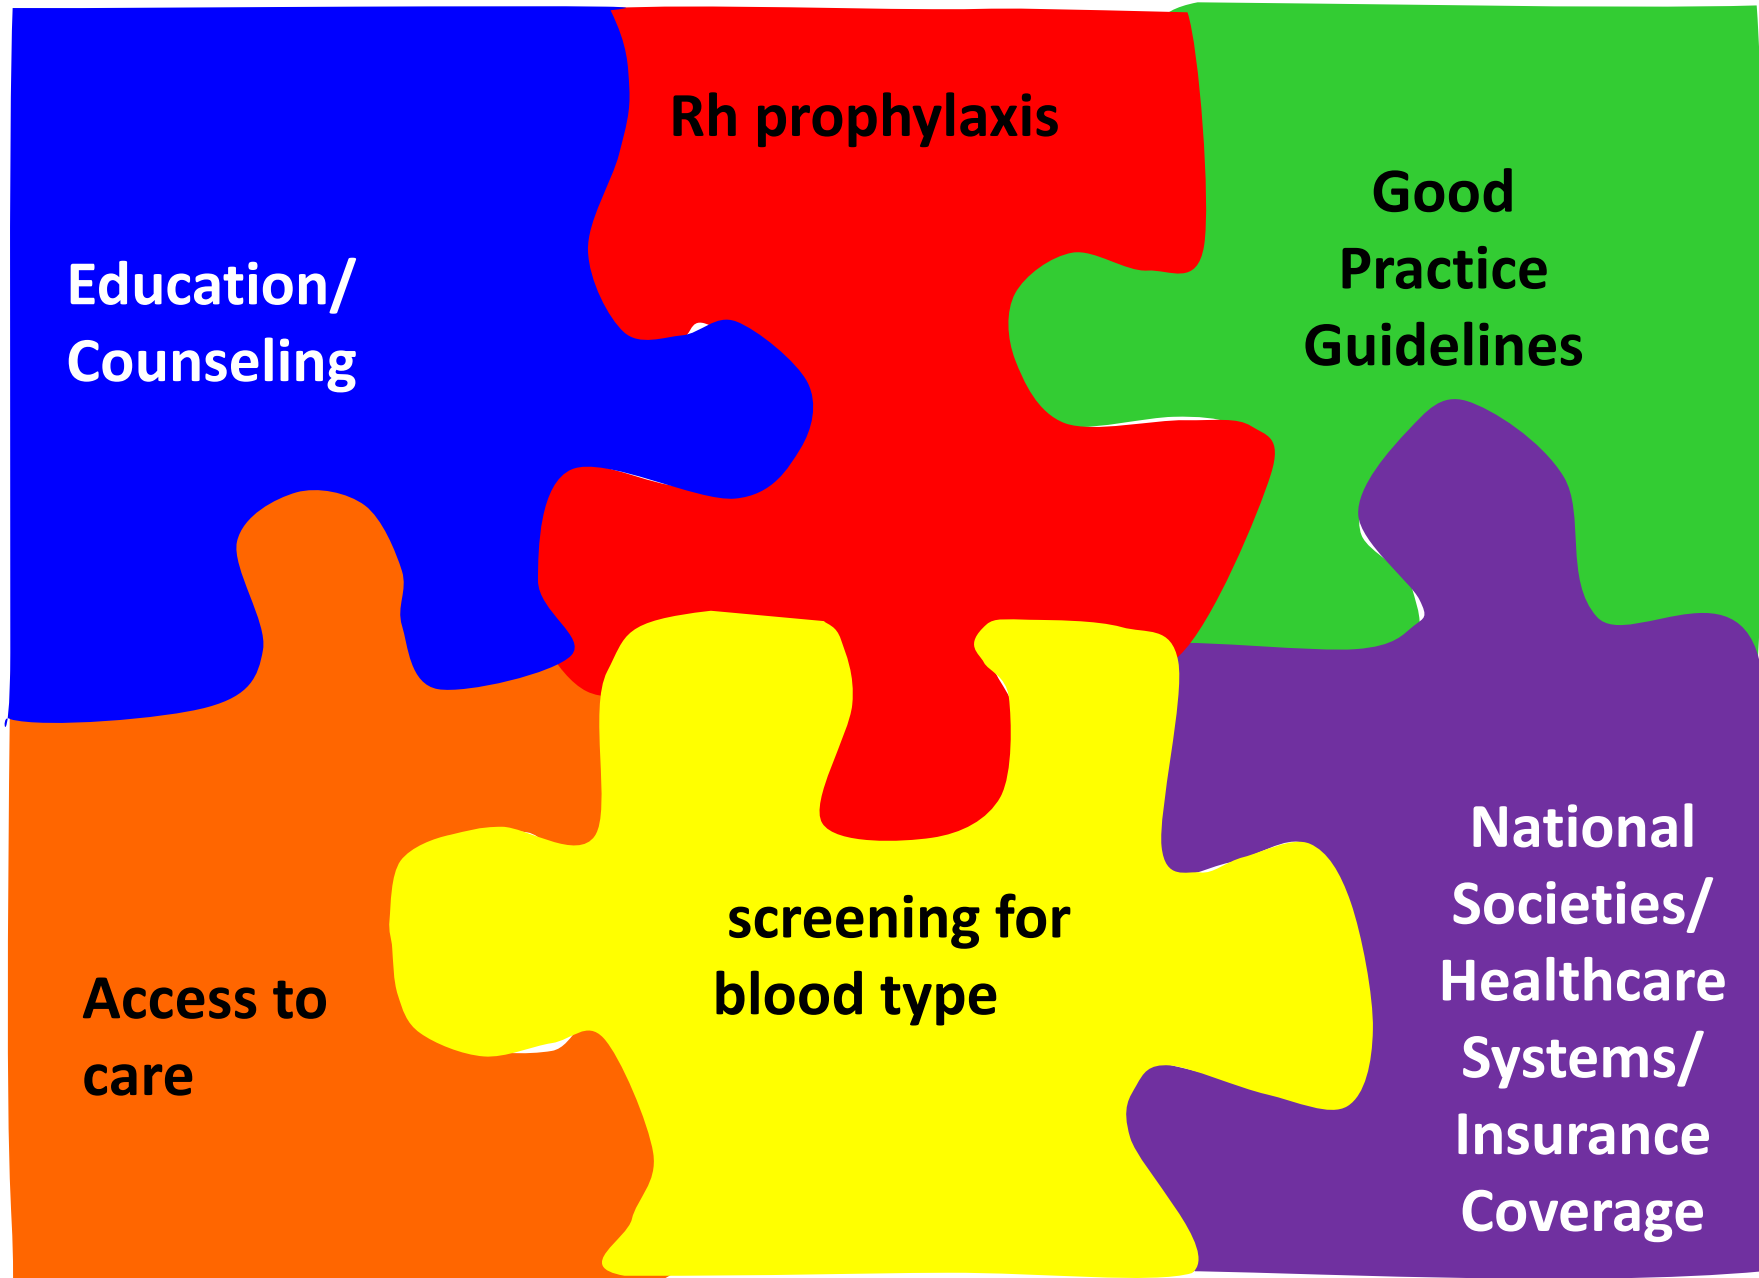 Rh prophylaxis
Good
Practice
Guidelines
Education/
Counseling
National
Societies/
Healthcare
Systems/
Insurance
Coverage
screening for
blood type
Access to
care